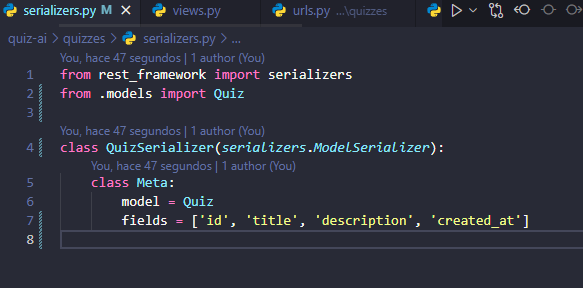 serializers.py M
views.py
urls.py ...\quizzes
quiz-ai > quizzes > serializers.py > ...
You, hace 47 segundos | 1 author (You)
1 from rest_framework import serializers
2 from .models import Quiz
3
You, hace 47 segundos | 1 author (You)
4 class QuizSerializer(serializers.ModelSerializer):
You, hace 47 segundos | 1 author (You)
5 class Meta:
6 model = Quiz
7 fields = ['id', 'title', 'description', 'created_at']
8